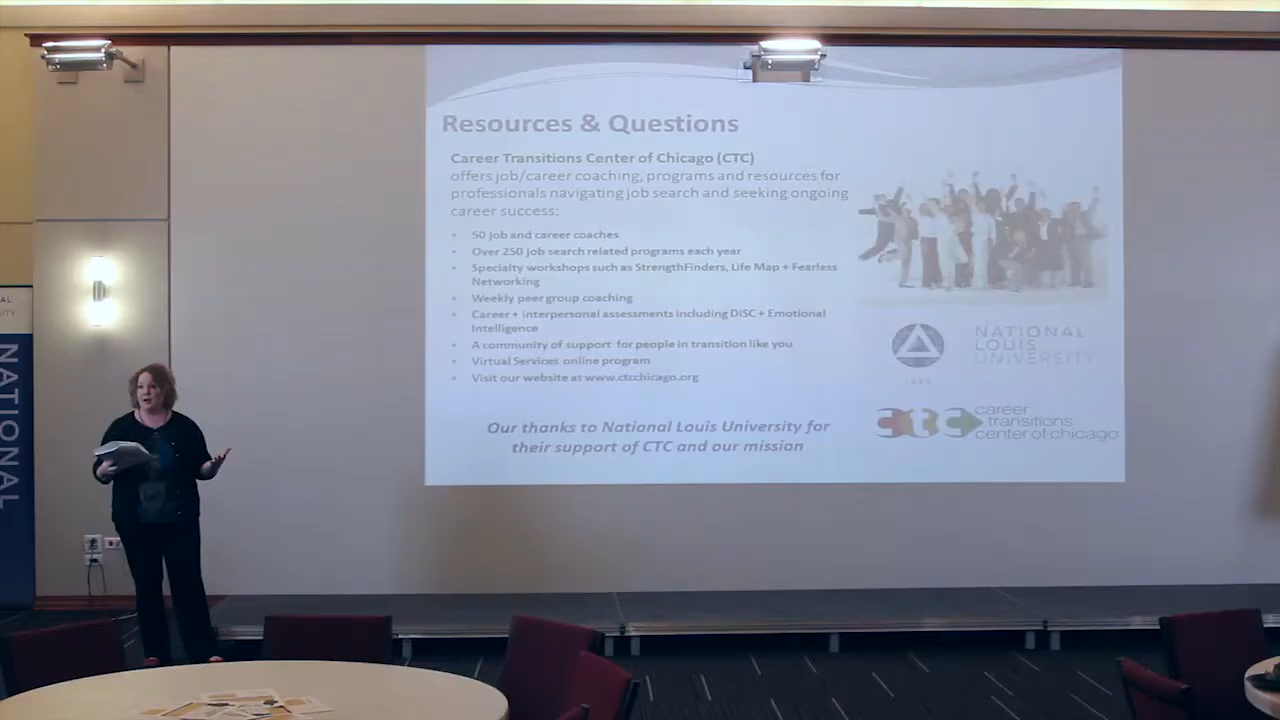 Resources & Questions
Career Transitions Center of Chicago (CTC)
offers job/career coaching, programs and resources for
professionals navigating job search and seeking ongoing
career success:
• 50 job and career coaches
• Over 250 job search related programs each year
• Specialty workshops such as StrengthFinders, Life Map + Fearless
Networking
• Weekly peer group coaching
• Career + interpersonal assessments including DiSC + Emotional
Intelligence
• A community of support for people in transition like you
• Virtual Services online program
• Visit our website at www.ctcchicago.org
Our thanks to National Louis University for
their support of CTC and our mission
NATIONAL
LOUIS
UNIVERSITY
ctc
career
transitions
center of chicago
NATIONAL